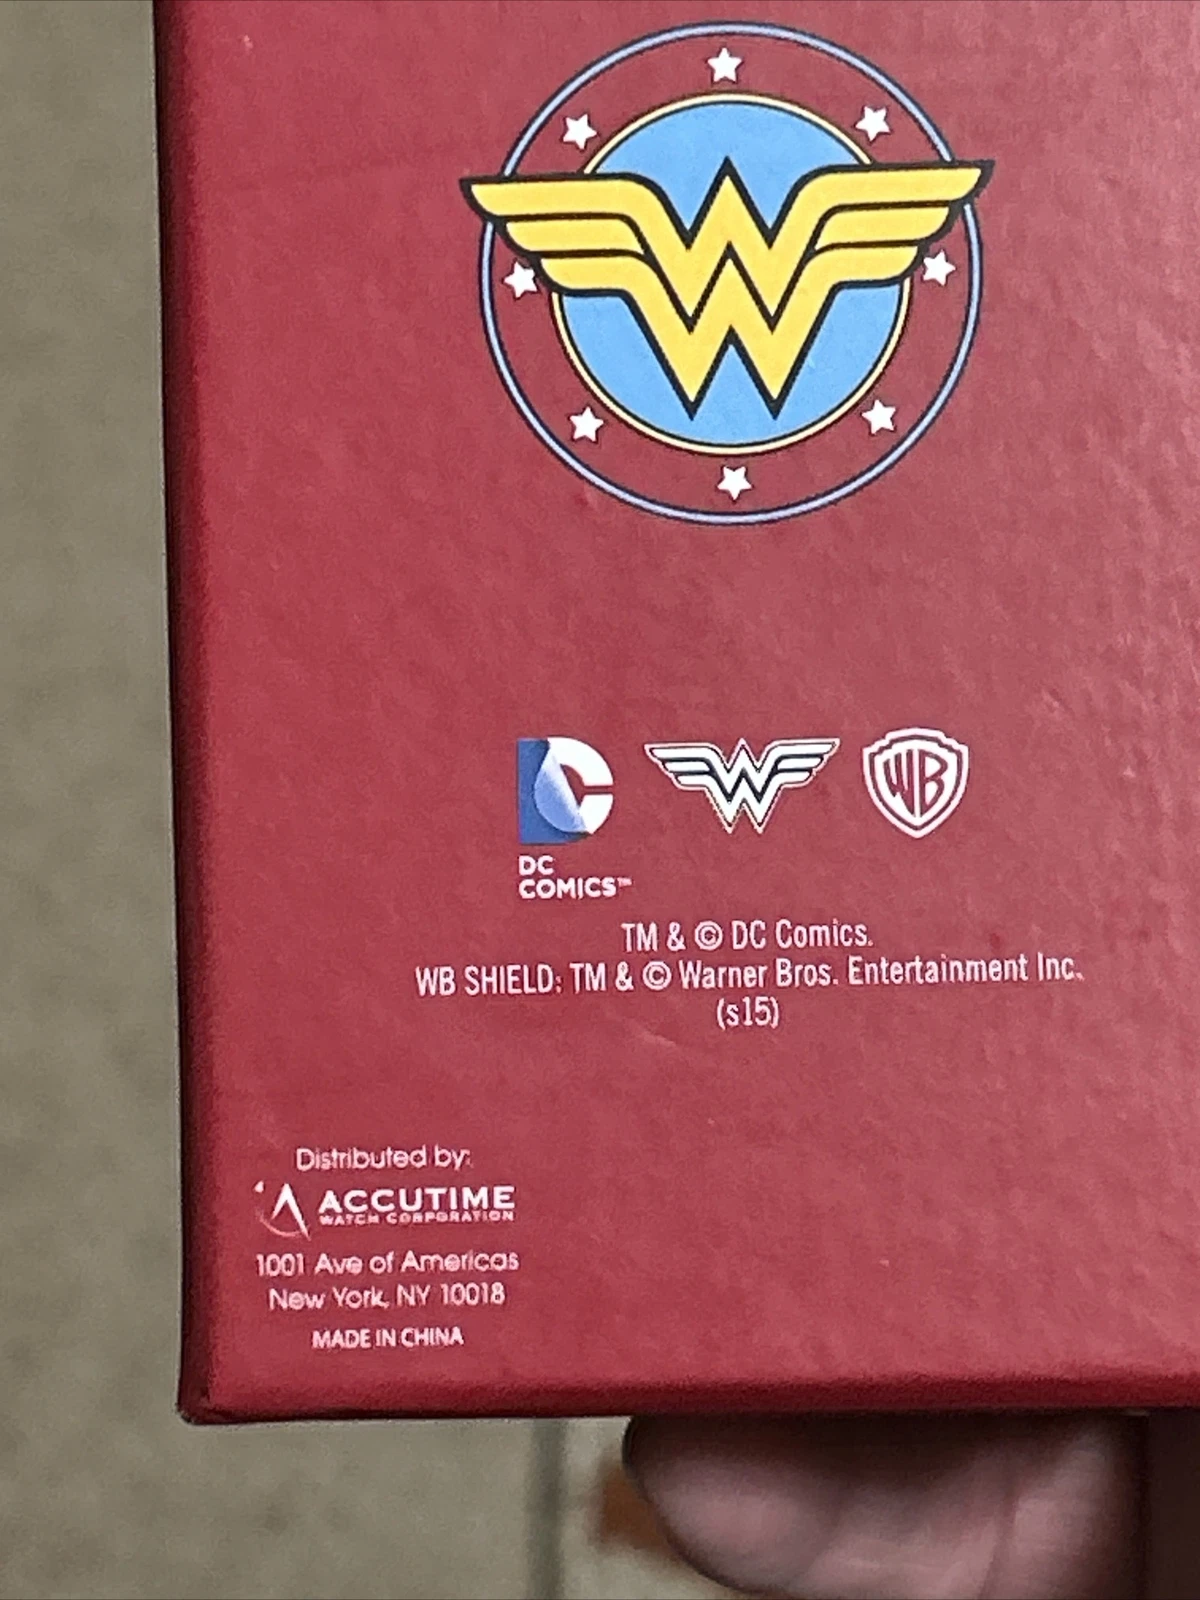 W
DC
COMICS™
WB
TM & © DC Comics.
WB SHIELD: TM & © Warner Bros. Entertainment Inc.
(s15)
Distributed by:
ACCUTIME
WATCH CORPORATION
1001 Ave of Americas
New York, NY 10018
MADE IN CHINA